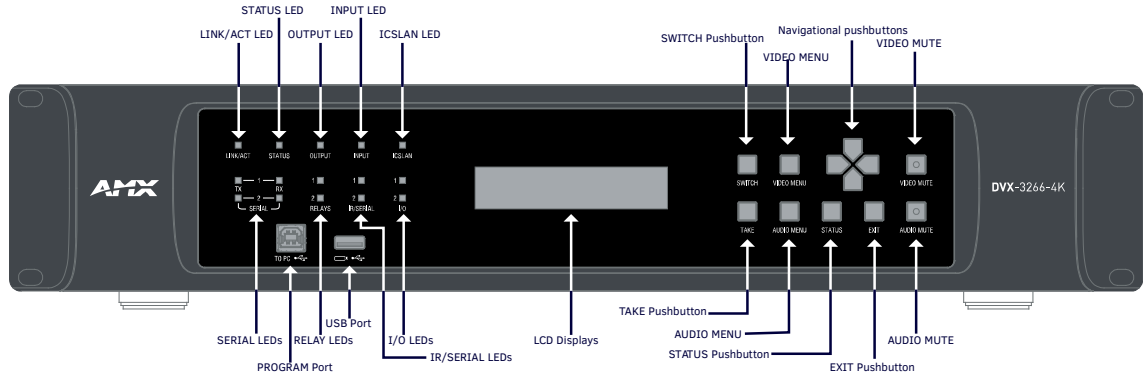 STATUS LED INPUT LED
LINK/ACT LED OUTPUT LED ICSLAN LED
Navigational pushbuttons
SWITCH Pushbutton VIDEO MUTE
VIDEO MENU
LINK/ACT STATUS OUTPUT INPUT ICSLAN
1 1 1 1
TX RX
2 2 2 2
SERIAL RELAYS IR/SERIAL I/O
SWITCH VIDEO MENU VIDEO MUTE
AMX
DVX-3266-4K
TAKE AUDIO MENU STATUS EXIT AUDIO MUTE
TO PC
TAKE Pushbutton
USB Port
AUDIO MENU
SERIAL LEDs RELAY LEDs I/O LEDs LCD Displays AUDIO MUTE
STATUS Pushbutton
IR/SERIAL LEDs
PROGRAM Port EXIT Pushbutton